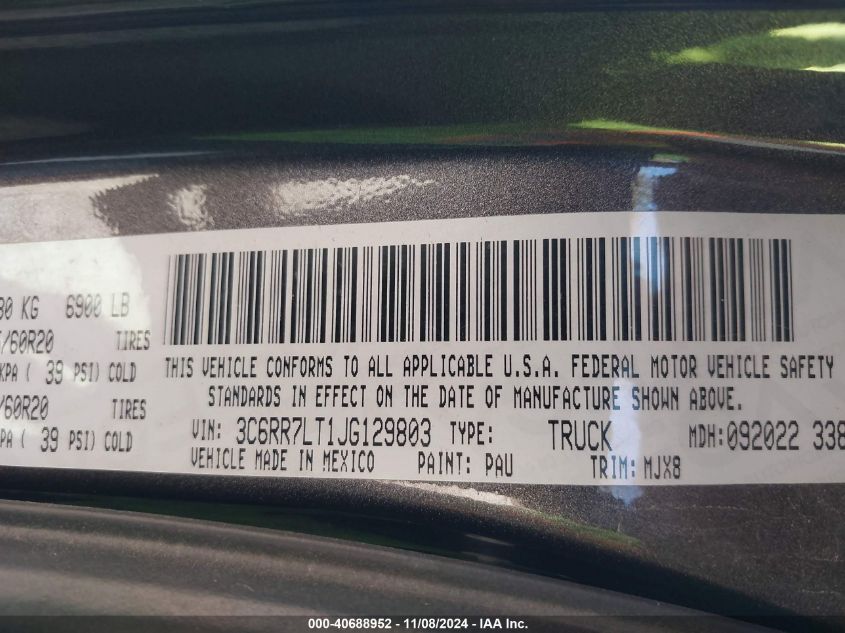 80 KG 6900 LB
/60R20 TIRES
KPA ( 39 PSI) COLD
/60R20 TIRES
PA ( 39 PSI) COLD
THIS VEHICLE CONFORMS TO ALL APPLICABLE U.S.A. FEDERAL MOTOR VEHICLE SAFETY
STANDARDS IN EFFECT ON THE DATE OF MANUFACTURE SHOWN ABOVE.
VIN: 3C6RR7LT1JG129803 TYPE: TRUCK MDH:092022 338
VEHICLE MADE IN MEXICO PAINT: PAU TRIM: MJX8
000-40688952 | 11/08/2024 - IAA Inc.